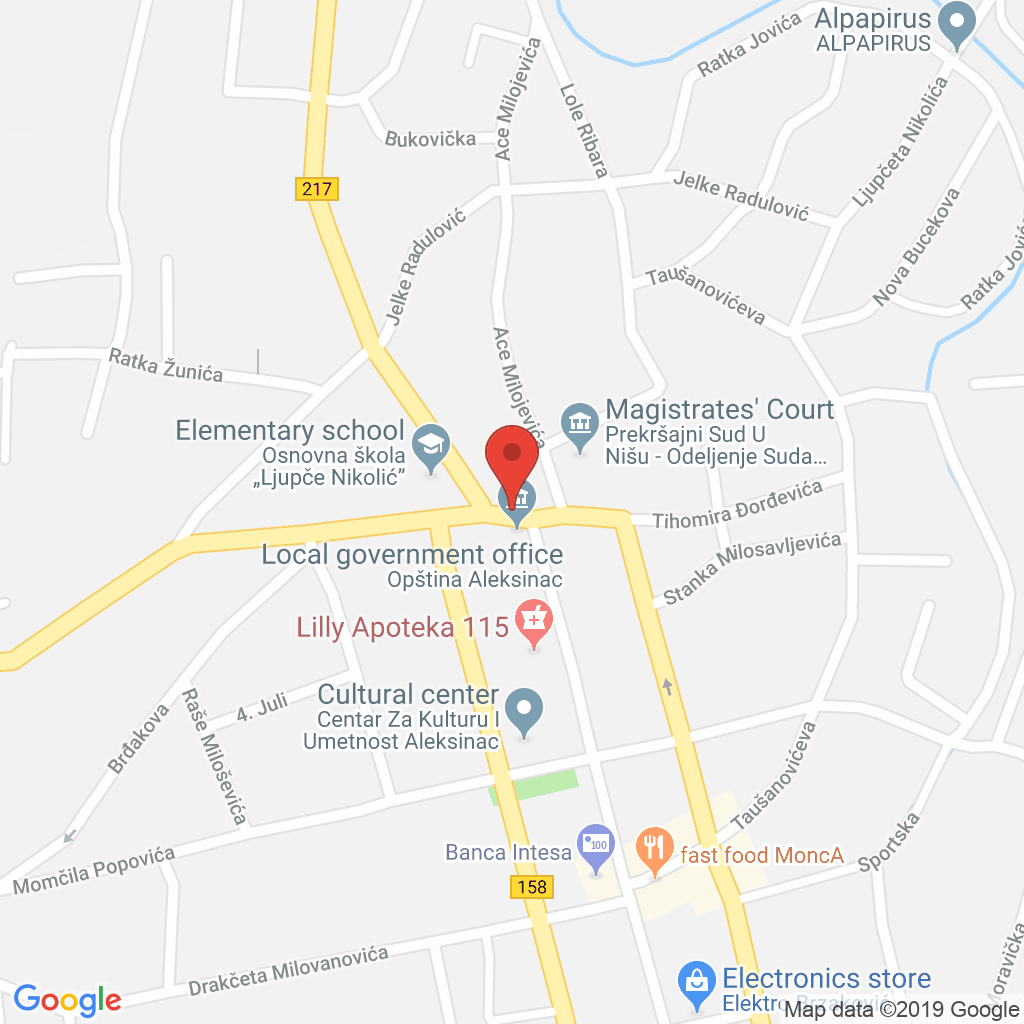 Alpapirus
ALPAPIRUS
Ratka Jovića
Ace Milojevića
Lole Ribara
Bukovička
Ljupčeta Nikolića
217
Jelke Radulović
Jelke Radulović
Nova Bucekova
Ratka Jović
Taušanovićeva
Ratka Žunića
Ace Milojevića
Elementary school
Osnovna škola
„Ljupče Nikolić”
Magistrates' Court
Prekršajni Sud U
Nišu - Odeljenje Suda...
Tihomira Đorđevića
Local government office
Opština Aleksinac
Stanka Milosavljevića
Lilly Apoteka 115
4. Juli
Raše Miloševića
Brđakova
Cultural center
Centar Za Kulturu I
Umetnost Aleksinac
Taušanovićeva
Sportska
Momčila Popovića
Banca Intesa
100
fast food MoncA
158
Drakčeta Milovanovića
Moravička
Electronics store
Elektro Brzaković
Google
Map data ©2019 Google